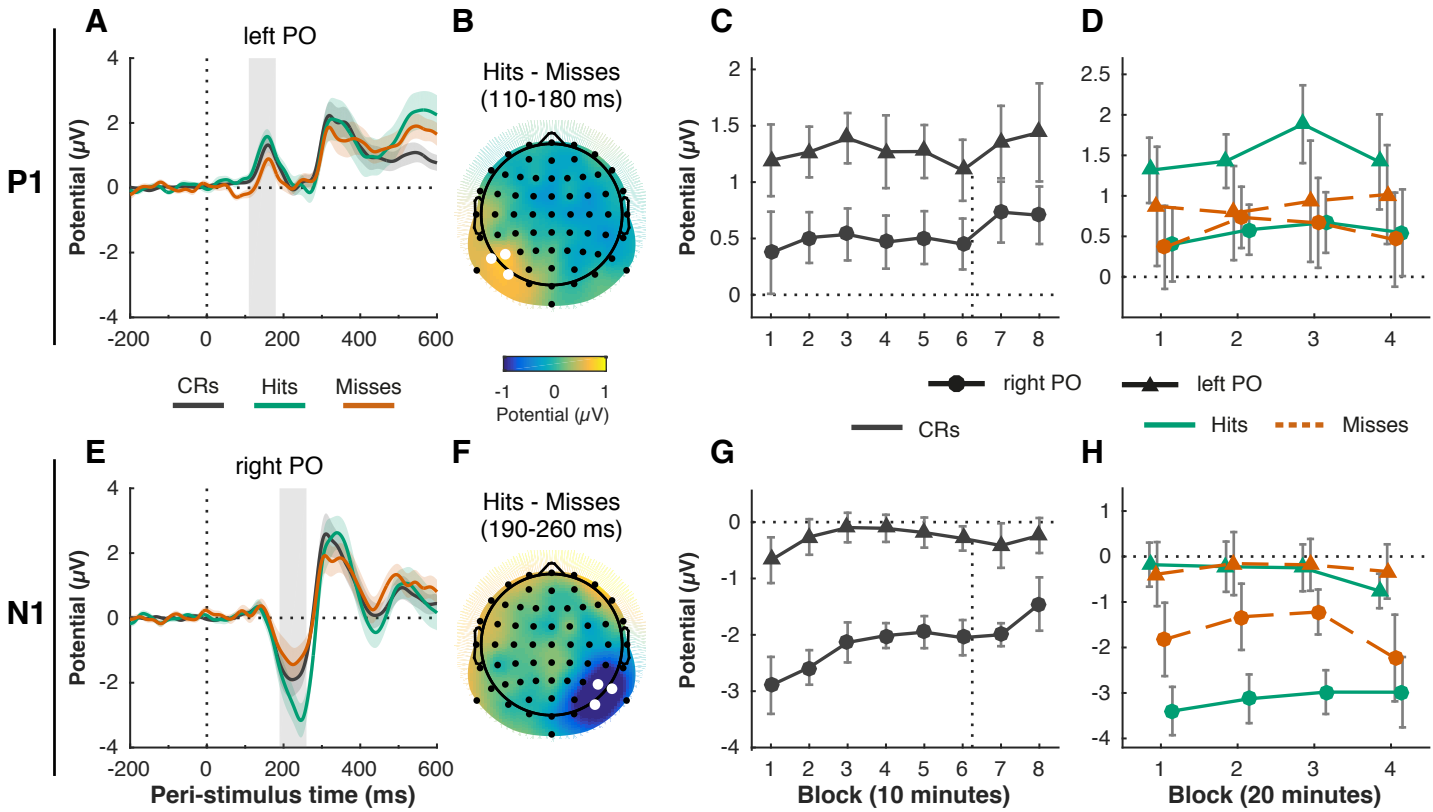 A
left PO
B
C
D
P1
Potential (µV)
4
2
0
-2
-4
-200
0
200
400
600
Hits - Misses
(110-180 ms)
-1
0
1
Potential (µV)
Potential (µV)
2
1.5
1
0.5
0
1
2
3
4
5
6
7
8
2.5
2
1.5
1
0.5
0
1
2
3
4
CRs
Hits
Misses
right PO
left PO
CRs
Hits
Misses
E
right PO
F
G
H
N1
Potential (µV)
4
2
0
-2
-4
-200
0
200
400
600
Peri-stimulus time (ms)
Hits - Misses
(190-260 ms)
Potential (µV)
0
-1
-2
-3
-4
1
2
3
4
5
6
7
8
Block (10 minutes)
1
0
-1
-2
-3
-4
1
2
3
4
Block (20 minutes)